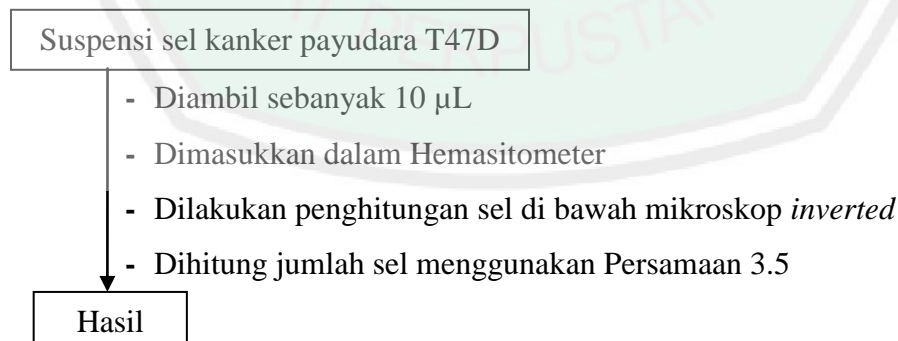 PERPUSTA
Suspensi sel kanker payudara T47D
- Diambil sebanyak 10 µL
- Dimasukkan dalam Hemasitometer
- Dilakukan penghitungan sel di bawah mikroskop inverted
- Dihitung jumlah sel menggunakan Persamaan 3.5
Hasil